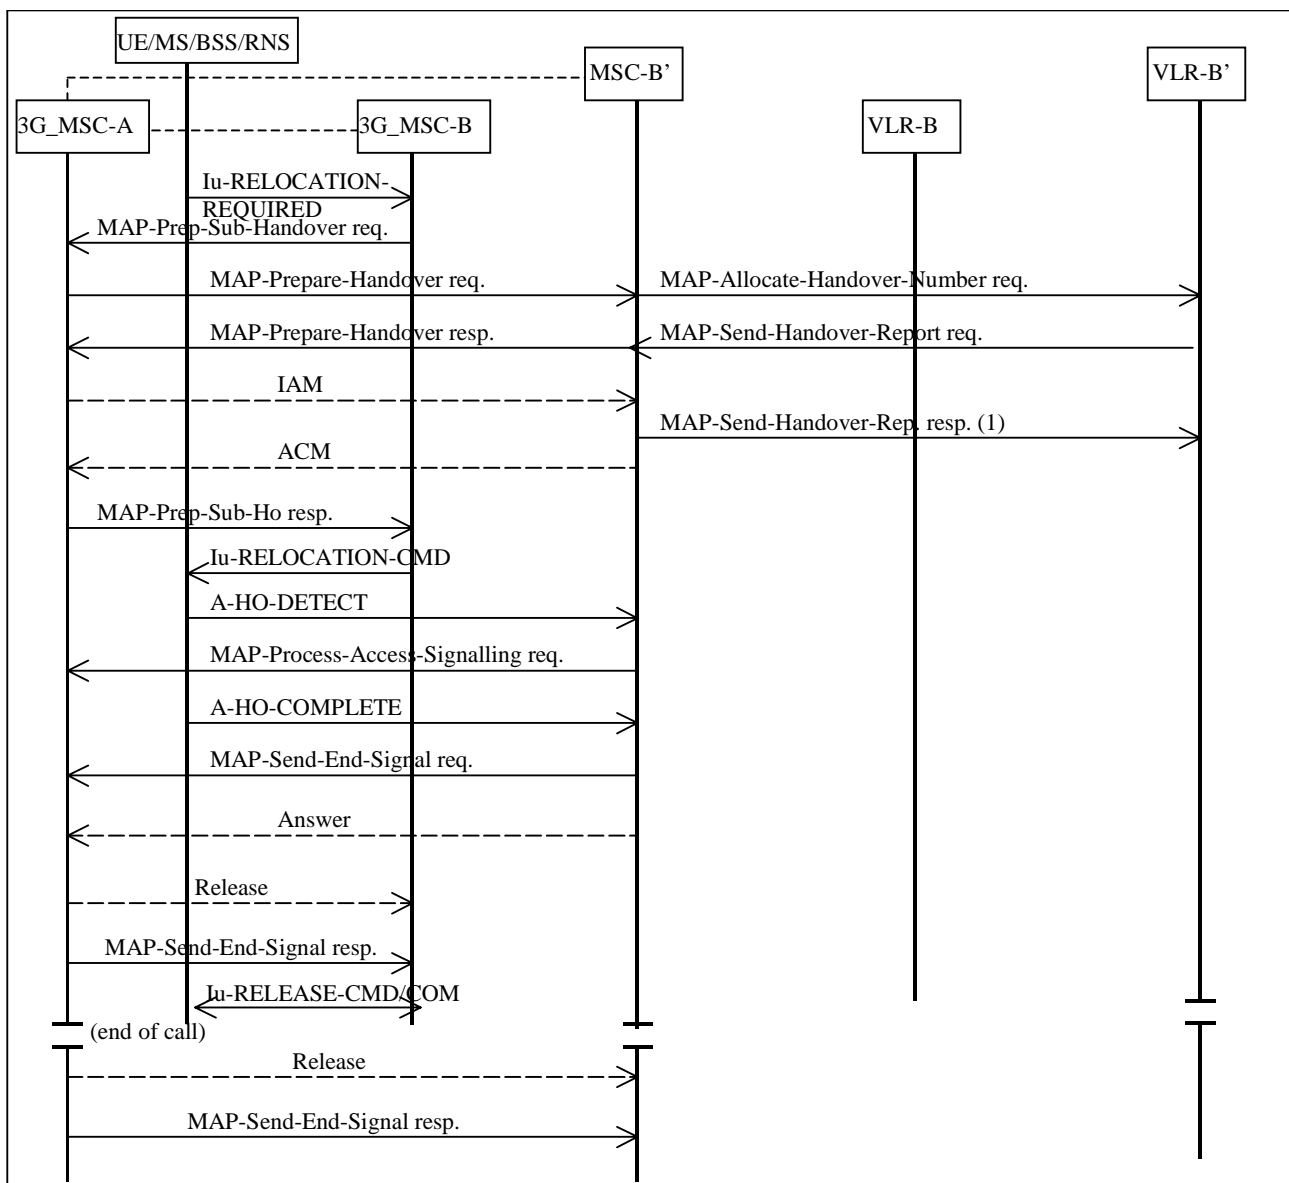 UE/MS/BSS/RNS
MSC-B’
VLR-B’
3G_MSC-A
3G_MSC-B
VLR-B
Iu-RELOCATION-
REQUIRED
MAP-Prep-Sub-Handover req.
MAP-Prepare-Handover req.
MAP-Allocate-Handover-Number req.
MAP-Prepare-Handover resp.
MAP-Send-Handover-Report req.
IAM
MAP-Send-Handover-Rep. resp. (1)
ACM
MAP-Prep-Sub-Ho resp.
Iu-RELOCATION-CMD
A-HO-DETECT
MAP-Process-Access-Signalling req.
A-HO-COMPLETE
MAP-Send-End-Signal req.
Answer
Release
MAP-Send-End-Signal resp.
Iu-RELEASE-CMD/COM
(end of call)
Release
MAP-Send-End-Signal resp.